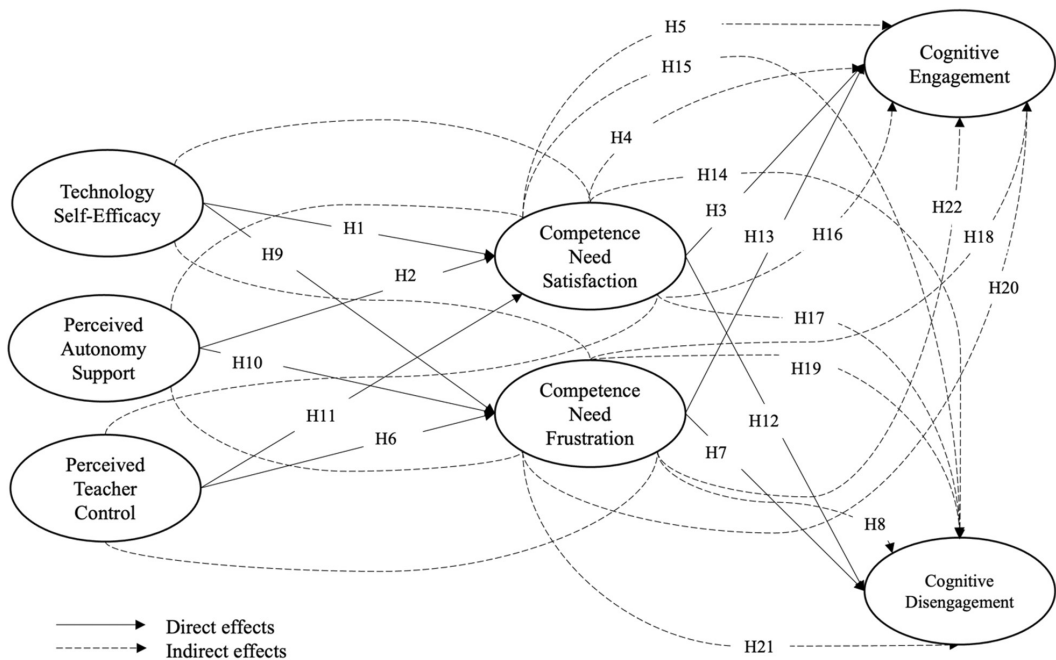 H5
Cognitive
Engagement
H15
H4
Technology
Self-Efficacy
H14
H3
H1
H9
Competence
Need
Satisfaction
H13
H16
H22
H18
H2
H20
Perceived
Autonomy
Support
H10
H17
H19
H11
H6
Competence
Need
Frustration
H12
H7
Perceived
Teacher
Control
H8
Cognitive
Disengagement
Direct effects
Indirect effects
H21